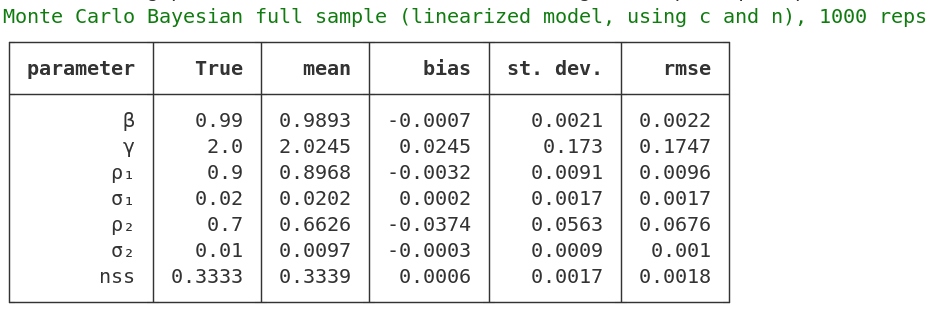 Monte Carlo Bayesian full sample (linearized model, using c and n), 1000 reps
parameter True mean bias st. dev. rmse
β 0.99 0.9893 -0.0007 0.0021 0.0022
γ 2.0 2.0245 0.0245 0.173 0.1747
ρ₁ 0.9 0.8968 -0.0032 0.0091 0.0096
σ₁ 0.02 0.0202 0.0002 0.0017 0.0017
ρ₂ 0.7 0.6626 -0.0374 0.0563 0.0676
σ₂ 0.01 0.0097 -0.0003 0.0009 0.001
nss 0.3333 0.3339 0.0006 0.0017 0.0018